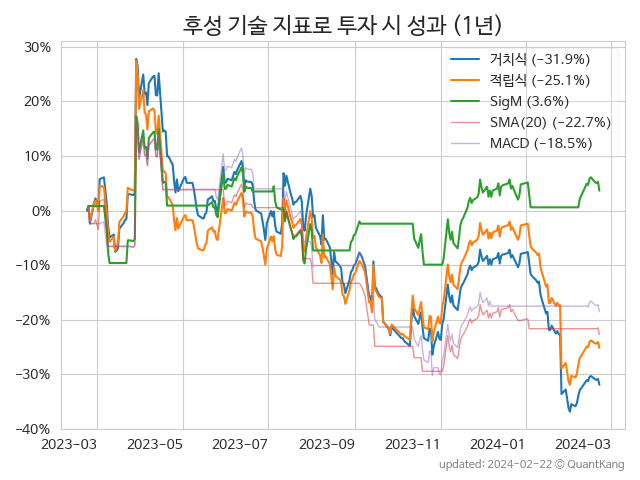 후성 기술 지표로 투자 시 성과 (1년)
거치식 (−31.9%)
적립식 (−25.1%)
SigM (3.6%)
SMA(20) (−22.7%)
MACD (−18.5%)
30%
20%
10%
0%
−10%
−20%
−30%
−40%
2023−03 2023−05 2023−07 2023−09 2023−11 2024−01 2024−03
updated: 2024−02−22 © QuantKang